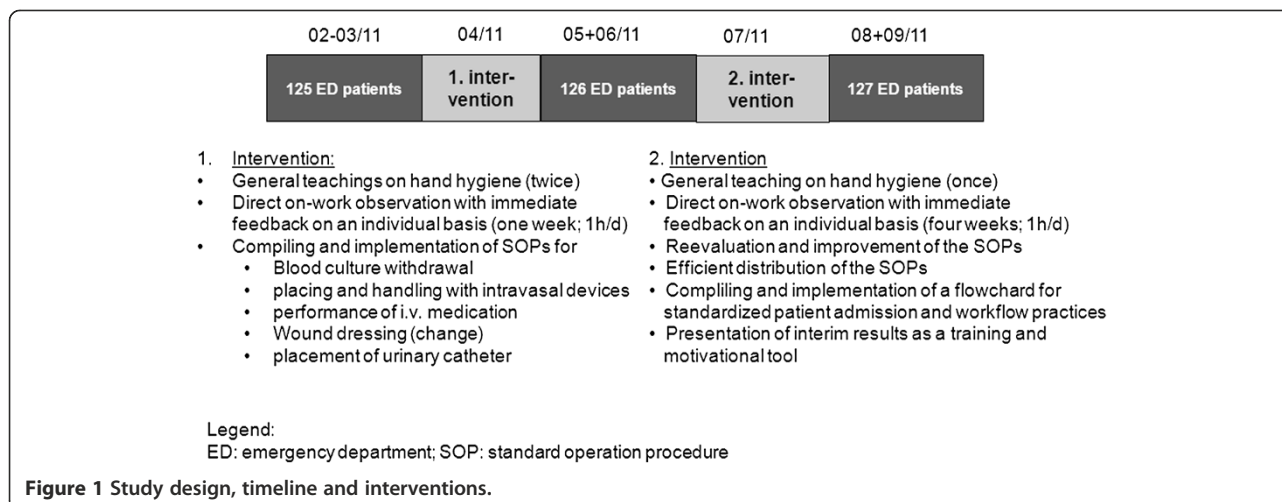 02-03/11 04/11 05+06/11 07/11 08+09/11
125 ED patients 1. inter-vention 126 ED patients 2. inter-vention 127 ED patients
1. Intervention:
• General teachings on hand hygiene (twice)
• Direct on-work observation with immediate
feedback on an individual basis (one week; 1h/d)
• Compiling and implementation of SOPs for
• Blood culture withdrawal
• placing and handling with intravasal devices
• performance of i.v. medication
• Wound dressing (change)
• placement of urinary catheter
2. Intervention
• General teaching on hand hygiene (once)
• Direct on-work observation with immediate
feedback on an individual basis (four weeks; 1h/d)
• Reevaluation and improvement of the SOPs
• Efficient distribution of the SOPs
• Compliling and implementation of a flowchard for
standardized patient admission and workflow practices
• Presentation of interim results as a training and
motivational tool
Legend:
ED: emergency department; SOP: standard operation procedure
Figure 1 Study design, timeline and interventions.